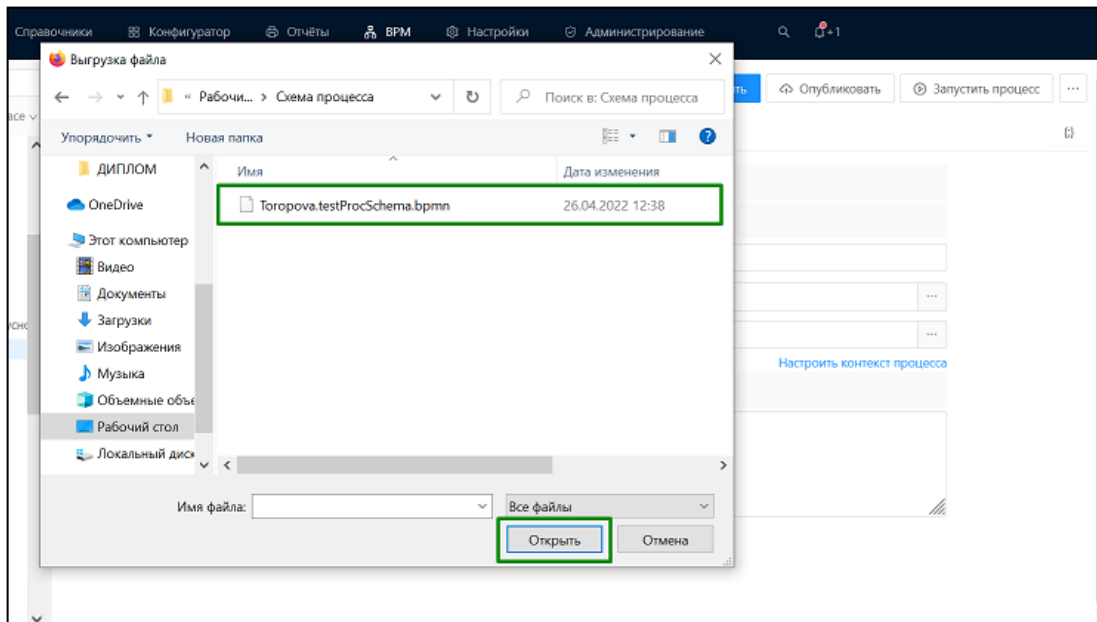 Справочники Конфигуратор Отчёты BPM Настройки Администрирование +1
Выгрузка файла
« Рабочи... > Схема процесса Поиск в: Схема процесса
Опубликовать Запустить процесс ...
все
Упорядочить Новая папка
Имя Дата изменения
ДИПЛОМ
OneDrive
Toropova.testProcSchema.bpmn 26.04.2022 12:38
Этот компьютер
Видео
Документы
Загрузки
Изображения
Музыка
Объемные объе
Рабочий стол
Локальный диск
...
...
Настроить контекст процесса
Имя файла: Все файлы
Открыть Отмена